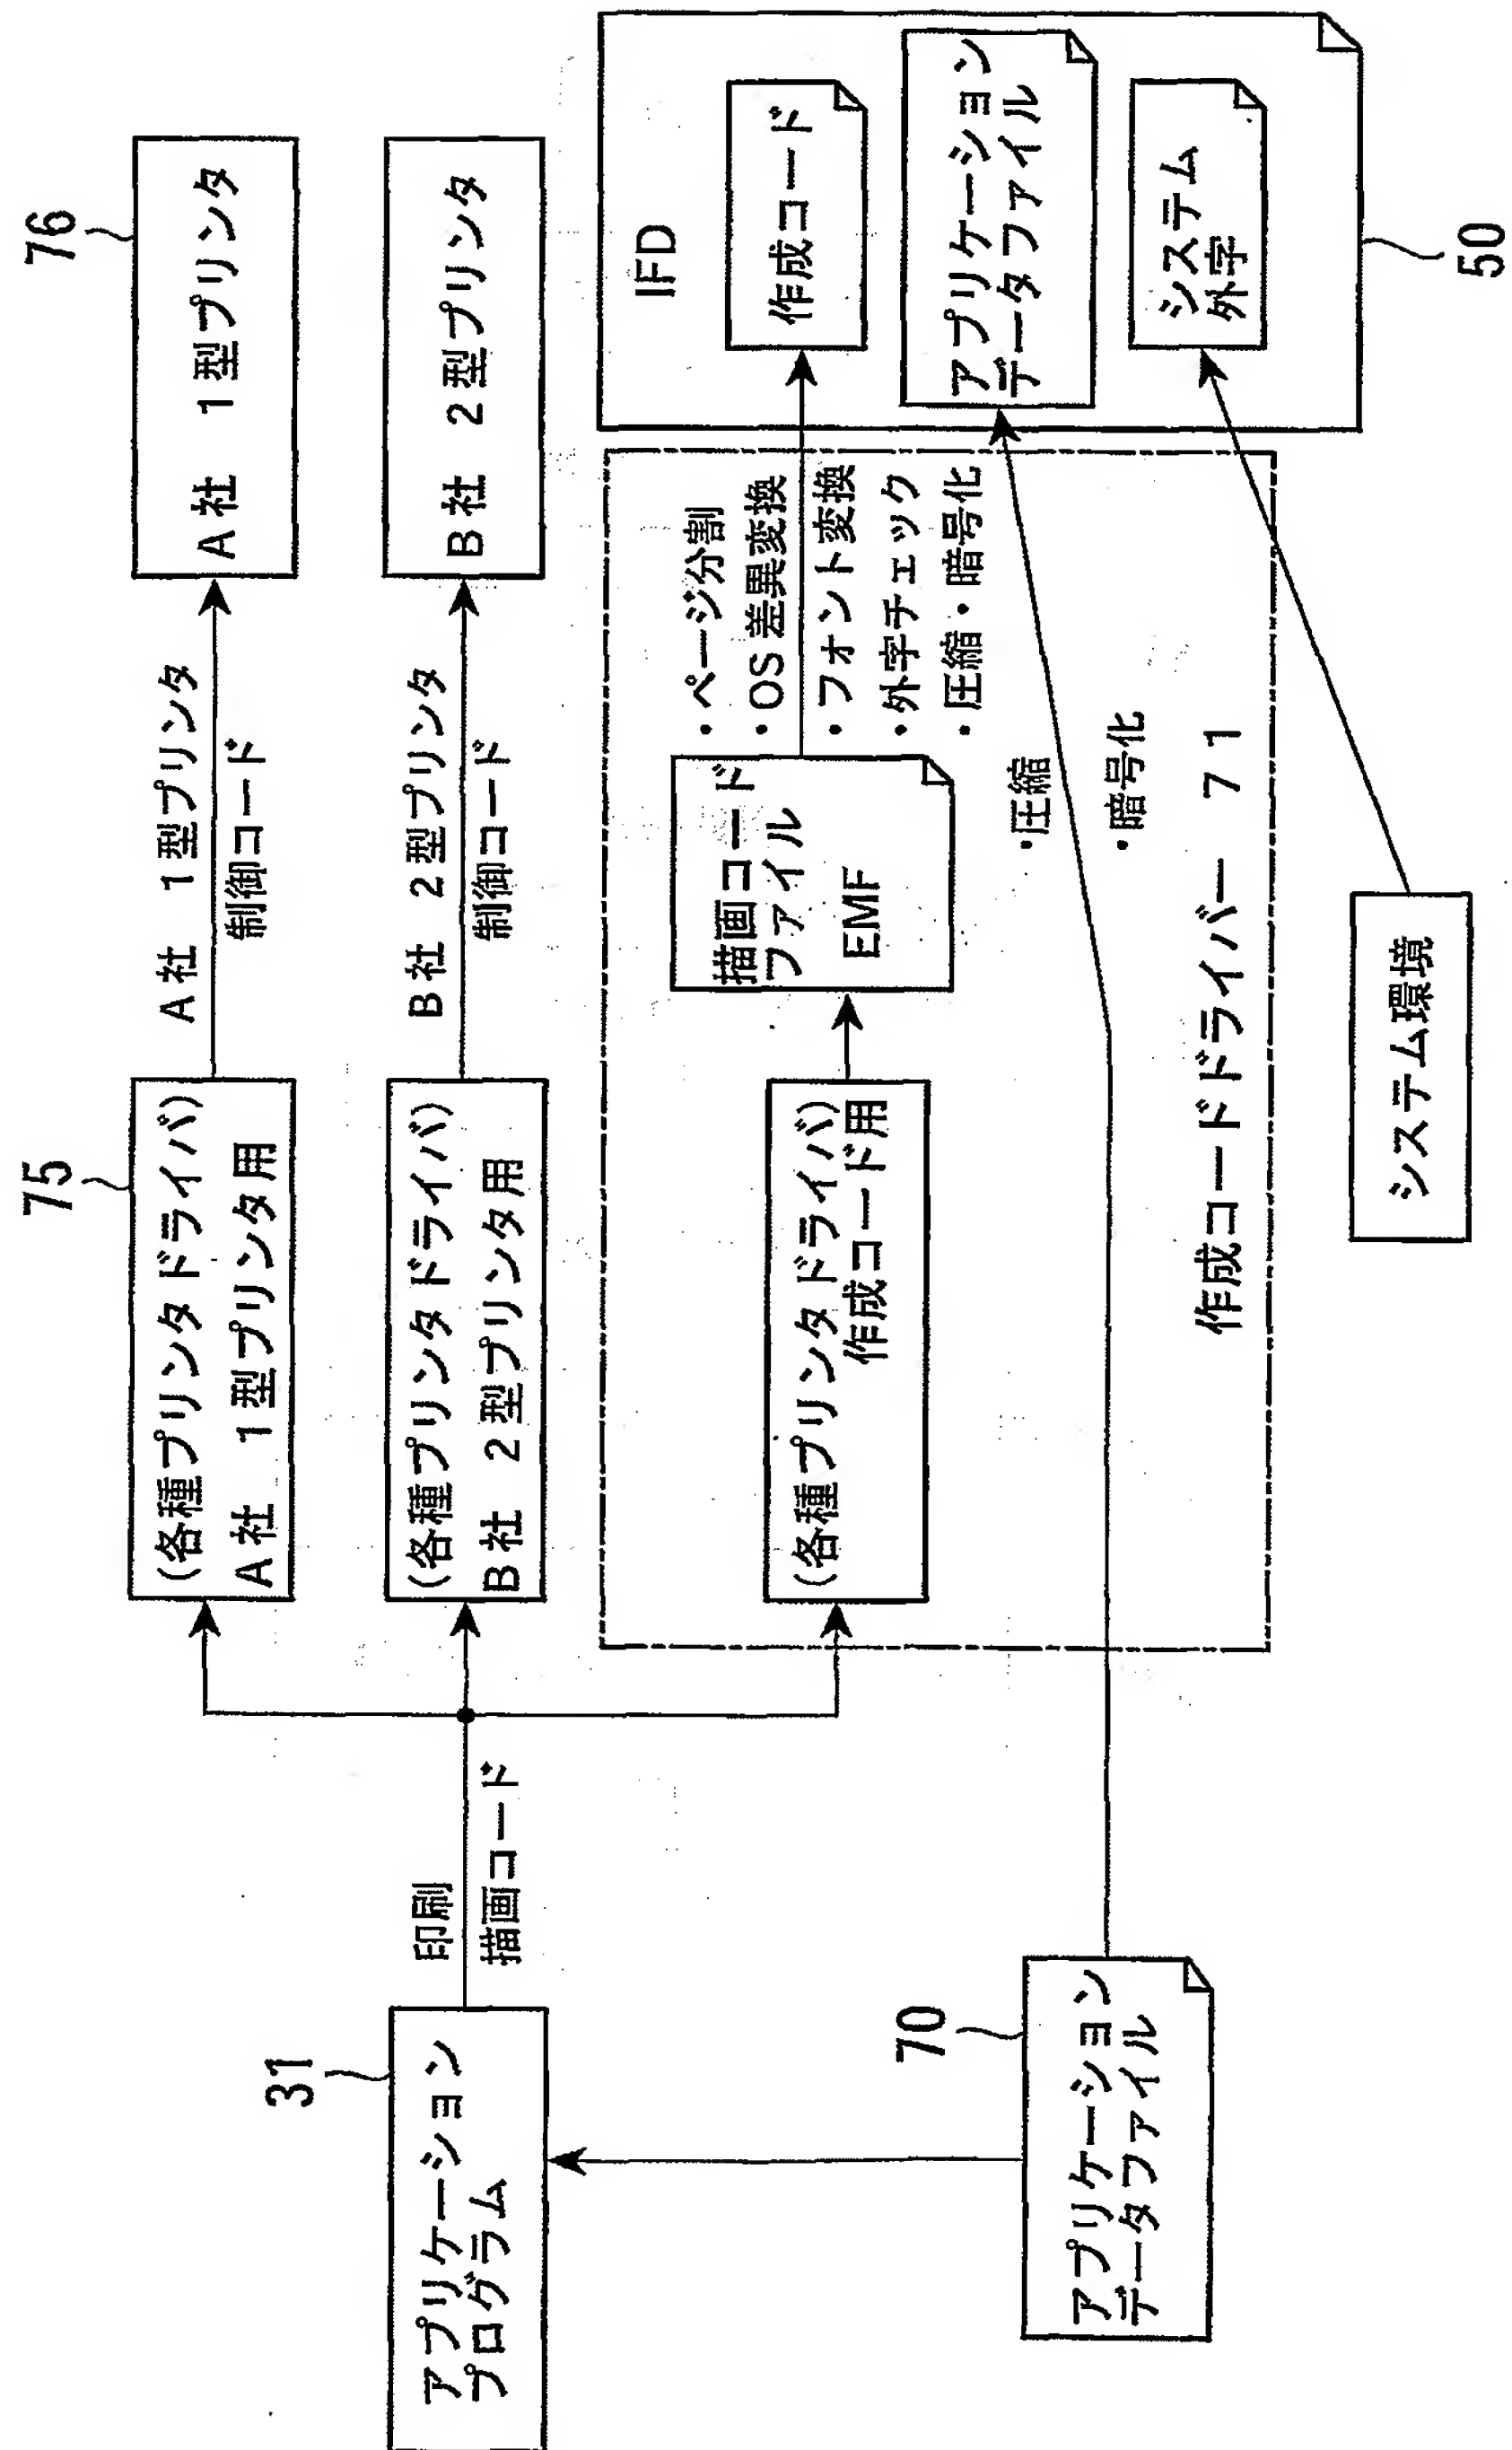 31
アプリケーション
プログラム
70
アプリケーション
データファイル
印刷
描画コード
75
(各種プリンタドライバ)
A社 1型プリンタ用
(各種プリンタドライバ)
B社 2型プリンタ用
(各種プリンタドライバ)
作成コード用
A社 1型プリンタ
制御コード
B社 2型プリンタ
制御コード
76
A社 1型プリンタ
B社 2型プリンタ
描画コード
ファイル
EMF
・ページ分割
・OS差異変換
・フォント変換
・外字チェック
・圧縮・暗号化
・圧縮
・暗号化
作成コードドライバー 71
システム環境
IFD
作成コード
アプリケーション
データファイル
システム
外字
50